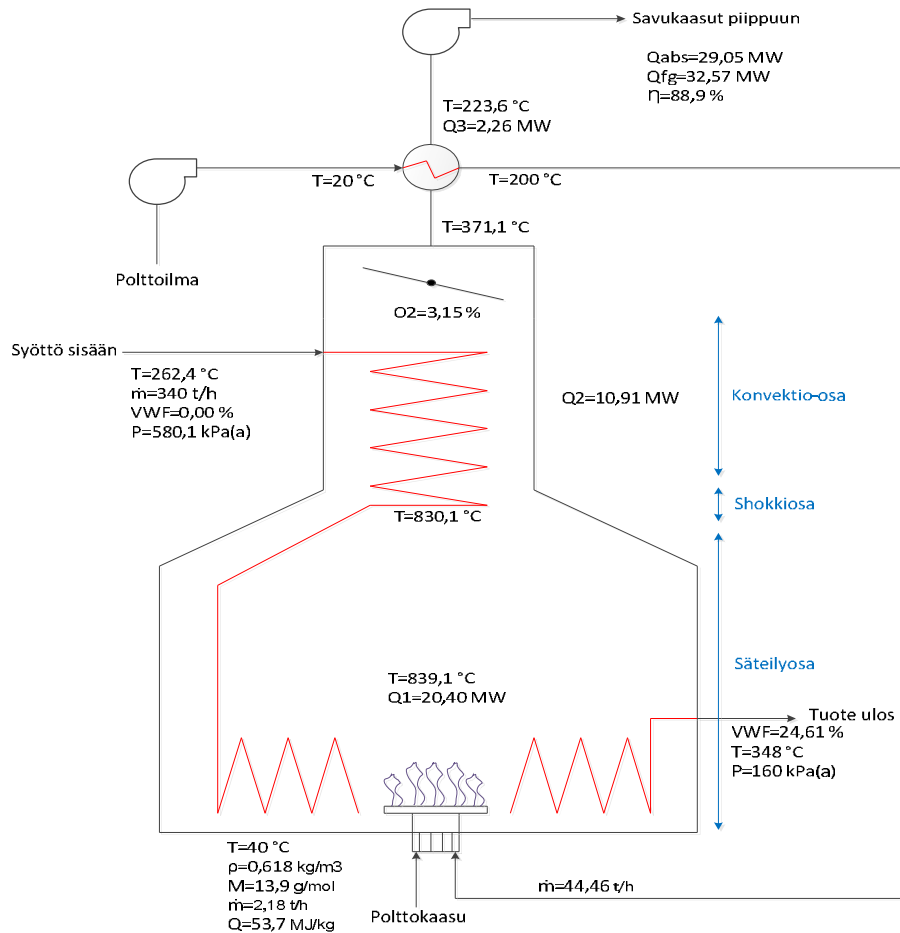 Savukaasut piippuun
Qabs=29,05 MW
Qfg=32,57 MW
Ƞ=88,9 %
T=223,6 °C
Q3=2,26 MW
T=20 °C
T=200 °C
T=371,1 °C
Polttoilma
O2=3,15 %
Syöttö sisään
T=262,4 °C
ṁ=340 t/h
VWF=0,00 %
P=580,1 kPa(a)
Q2=10,91 MW
Konvektio-osa
Shokkiosa
T=830,1 °C
Säteilyosa
T=839,1 °C
Q1=20,40 MW
Tuote ulos
VWF=24,61 %
T=348 °C
P=160 kPa(a)
T=40 °C
ρ=0,618 kg/m3
M=13,9 g/mol
ṁ=2,18 t/h
Q=53,7 MJ/kg
Polttokaasu
ṁ=44,46 t/h